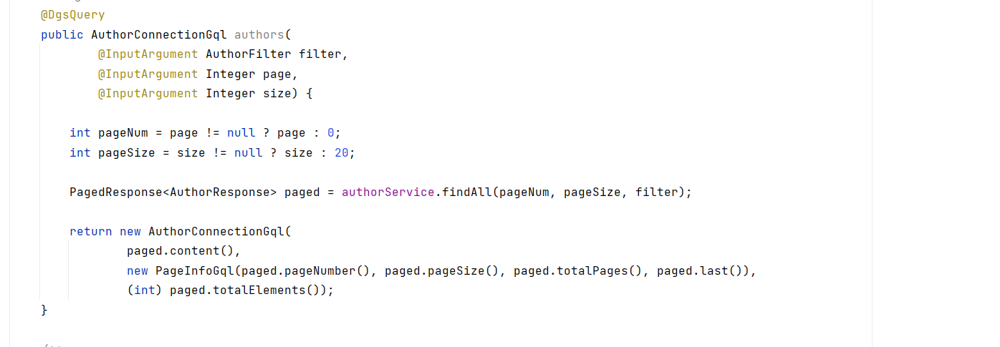 @DgsQuery
public AuthorConnectionGql authors(
        @InputArgument AuthorFilter filter,
        @InputArgument Integer page,
        @InputArgument Integer size) {
    int pageNum = page != null ? page : 0;
    int pageSize = size != null ? size : 20;
    PagedResponse<AuthorResponse> paged = authorService.findAll(pageNum, pageSize, filter);
    return new AuthorConnectionGql(
            paged.content(),
            new PageInfoGql(paged.pageNumber(), paged.pageSize(), paged.totalPages(), paged.last()),
            (int) paged.totalElements());
}